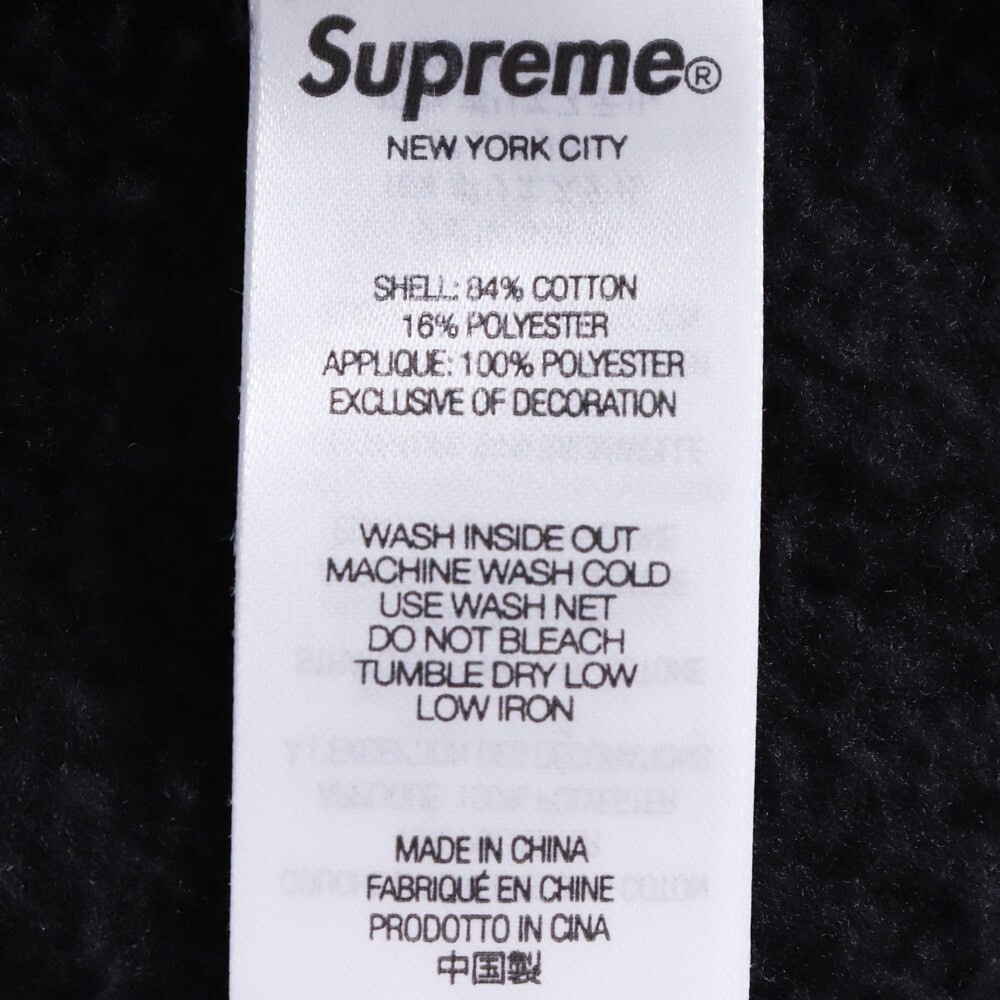 Supreme®
NEW YORK CITY
SHELL: 84% COTTON
16% POLYESTER
APPLIQUE: 100% POLYESTER
EXCLUSIVE OF DECORATION
WASH INSIDE OUT
MACHINE WASH COLD
USE WASH NET
DO NOT BLEACH
TUMBLE DRY LOW
LOW IRON
MADE IN CHINA
FABRIQUÉ EN CHINE
PRODOTTO IN CINA
中国製